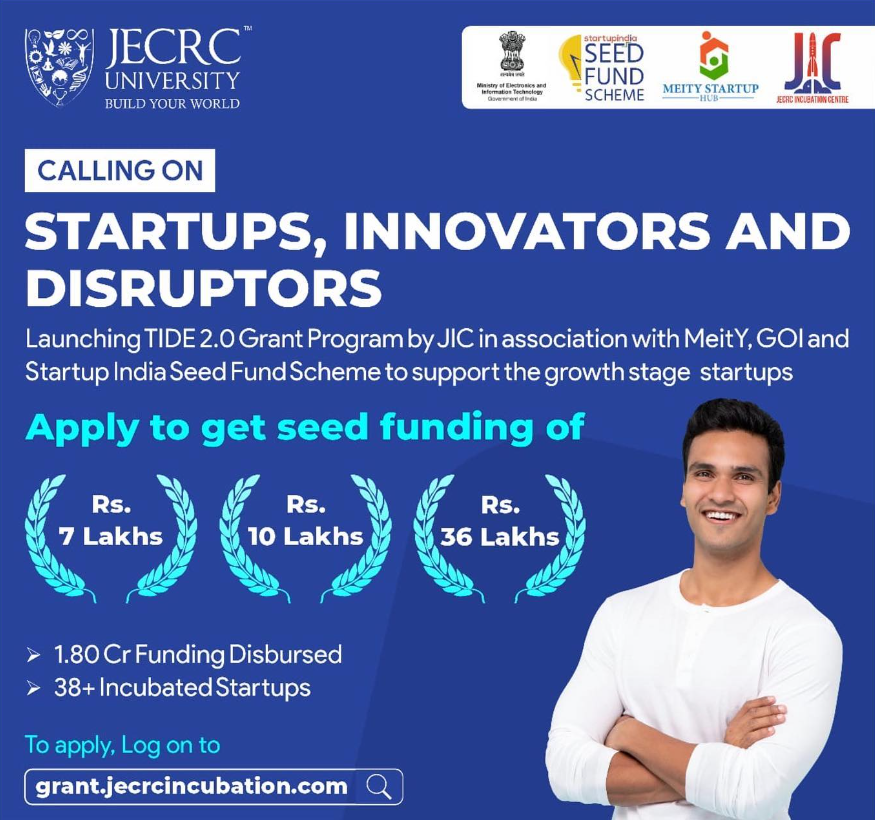 JECRC™
UNIVERSITY
BUILD YOUR WORLD
सत्यमेव जयते
Ministry of Electronics and
Information Technology
Government of India
startupindia
SEED
FUND
SCHEME
MEITY STARTUP
HUB
JIC
JECRC INCUBATION CENTRE
CALLING ON
STARTUPS, INNOVATORS AND
DISRUPTORS
Launching TIDE 2.0 Grant Program by JIC in association with MeitY, GOI and
Startup India Seed Fund Scheme to support the growth stage startups
Apply to get seed funding of
Rs.
7 Lakhs
Rs.
10 Lakhs
Rs.
36 Lakhs
1.80 Cr Funding Disbursed
38+ Incubated Startups
To apply, Log on to
grant.jecrcincubation.com